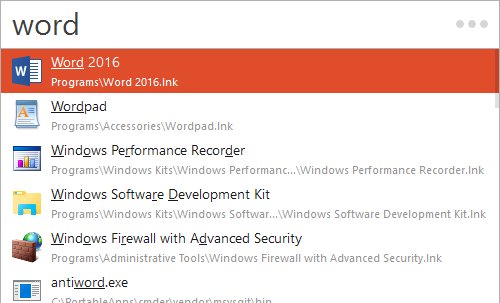 word
Word 2016
Programs\Word 2016.lnk
Wordpad
Programs\Accessories\Wordpad.lnk
Windows Performance Recorder
Programs\Windows Kits\Windows Performanc...\Windows Performance Recorder.lnk
Windows Software Development Kit
Programs\Windows Kits\Windows Softwar...\Windows Software Development Kit.lnk
Windows Firewall with Advanced Security
Programs\Administrative Tools\Windows Firewall with Advanced Security.lnk
antiword.exe
C:\PortableApps\cmder\vendor\msysgit\bin